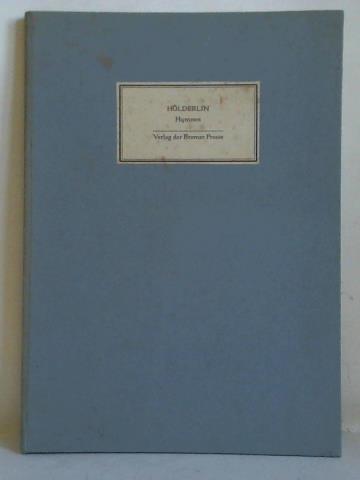 HÖLDERLIN
Hymnen
Verlag der Bremer Presse